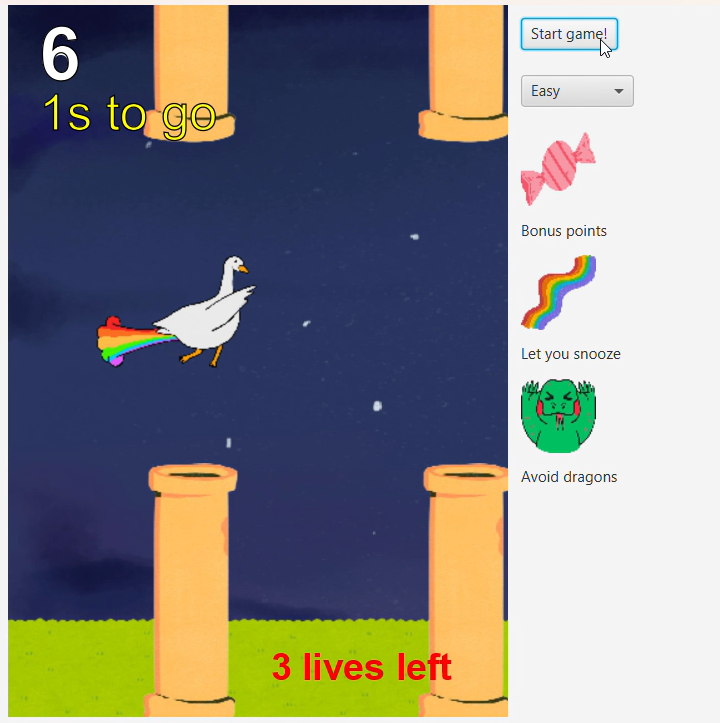 6
1s to go
3 lives left
Start game!
Easy
Bonus points
Let you snooze
Avoid dragons